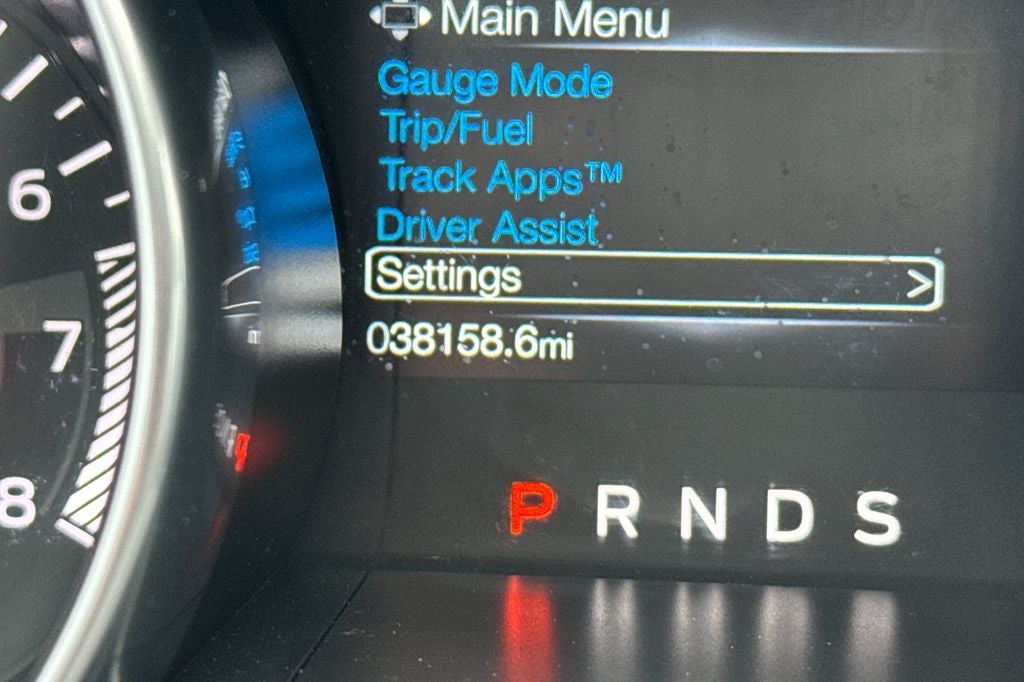 Main Menu
Gauge Mode
Trip/Fuel
Track Apps™
Driver Assist
Settings >
038158.6mi
6
7
8
P R N D S